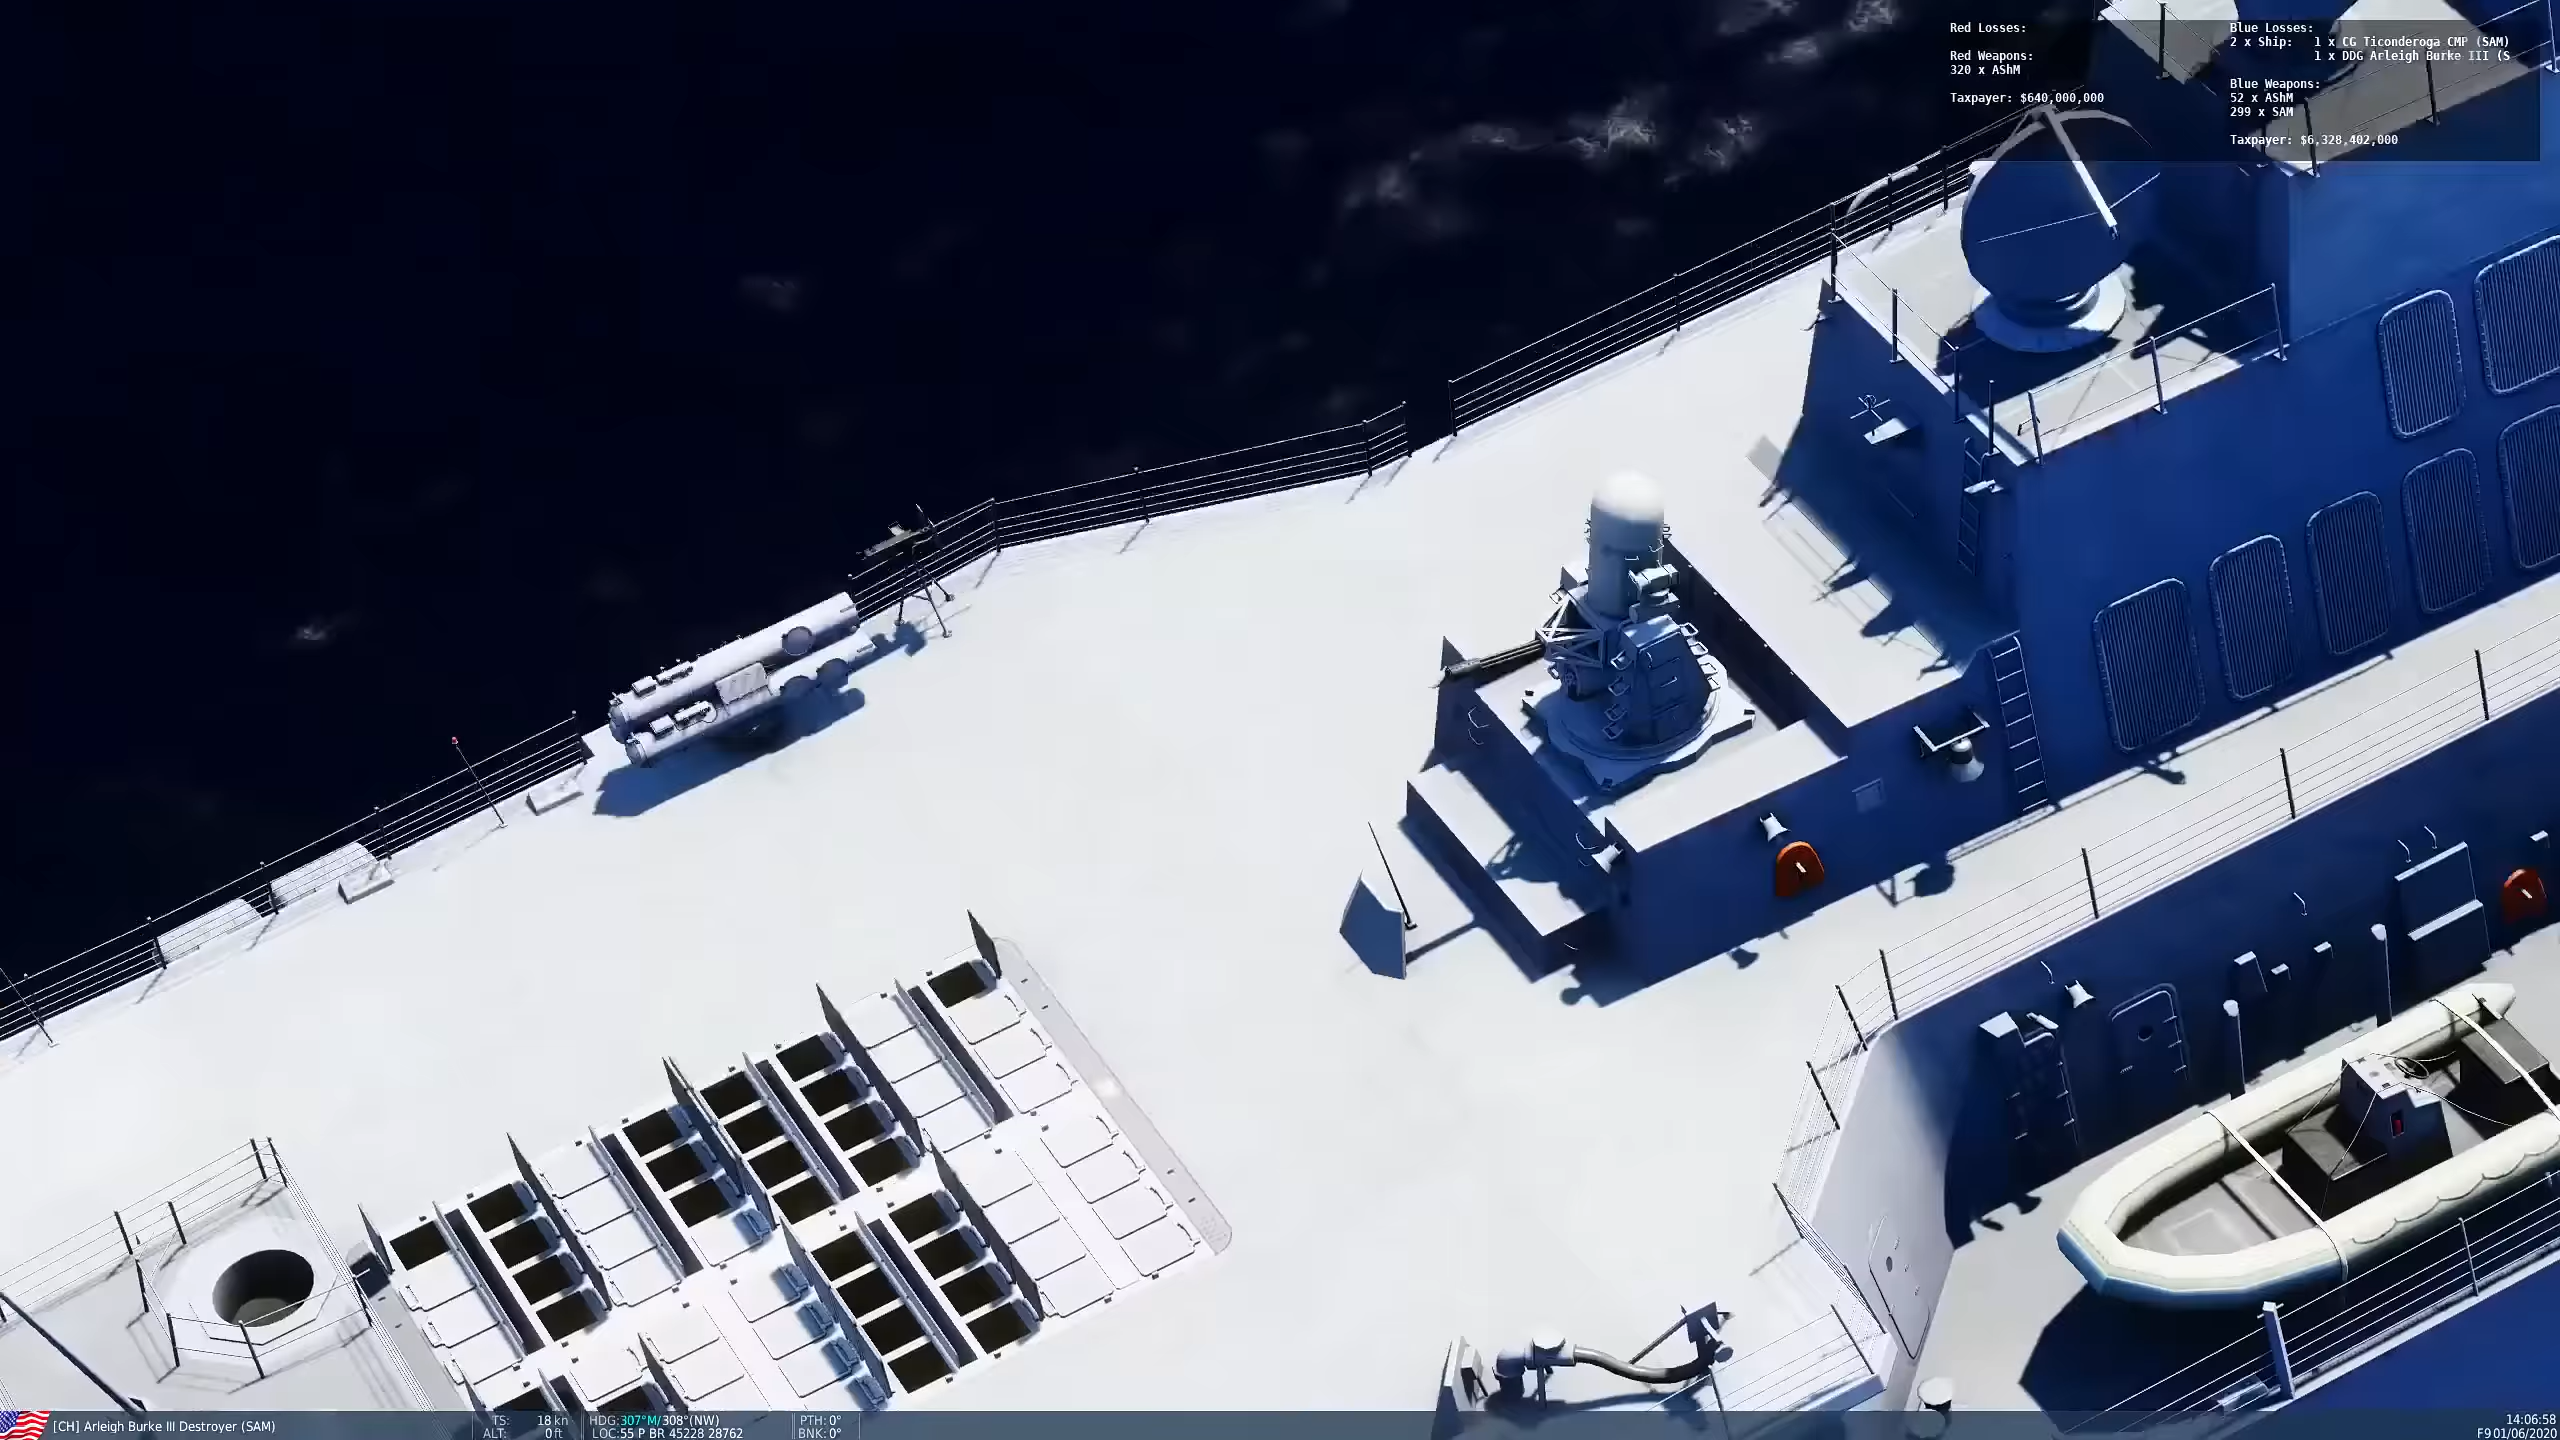 Red Losses:
Red Weapons:
320 x AShM
Taxpayer: $640,000,000
Blue Losses:
2 x Ship: 1 x CG Ticonderoga CMP (SAM)
1 x DDG Arleigh Burke III (S
Blue Weapons:
52 x AShM
299 x SAM
Taxpayer: $6,328,402,000
[CH] Arleigh Burke III Destroyer (SAM)
TS: 18 kn
ALT: 0 ft
HDG:307°M/308°(NW)
LOC:55 P BR 45228 28762
PTH: 0°
BNK: 0°
14:06:58
F9 01/06/2020